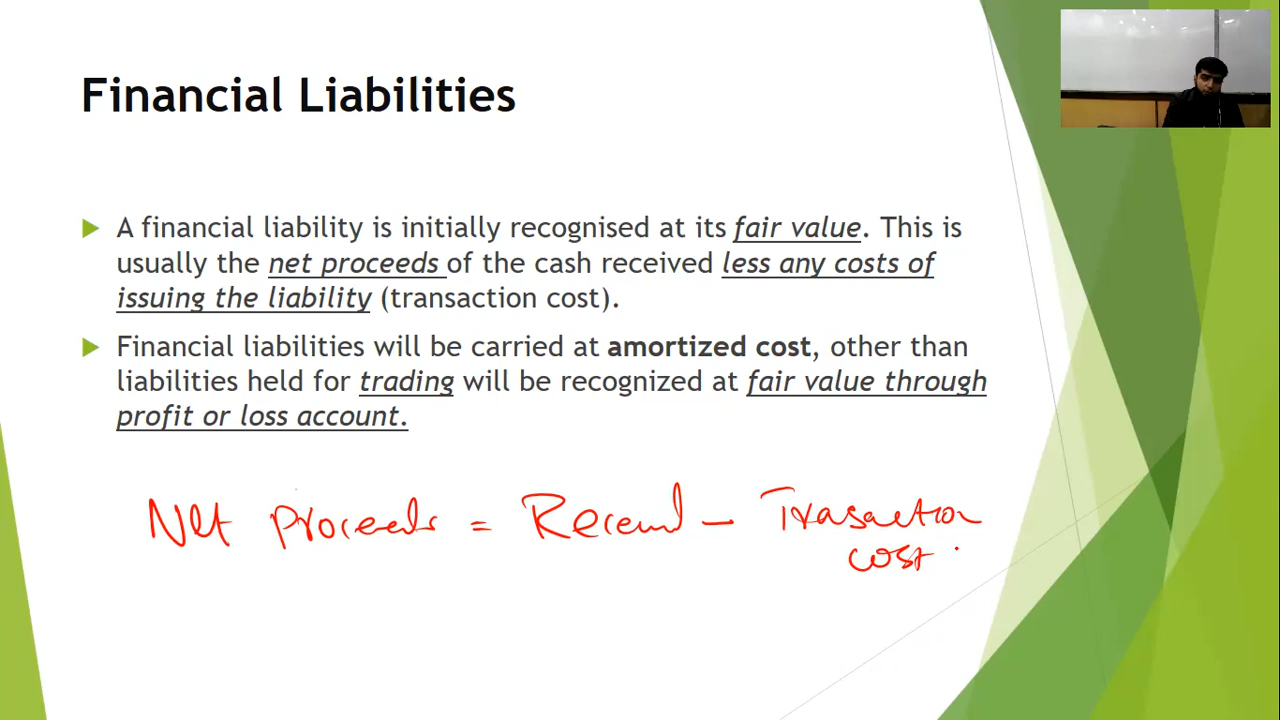 Financial Liabilities
A financial liability is initially recognised at its fair value. This is
usually the net proceeds of the cash received less any costs of
issuing the liability (transaction cost).
Financial liabilities will be carried at amortized cost, other than
liabilities held for trading will be recognized at fair value through
profit or loss account.
Net Proceeds = Received – Trasaction
cost.